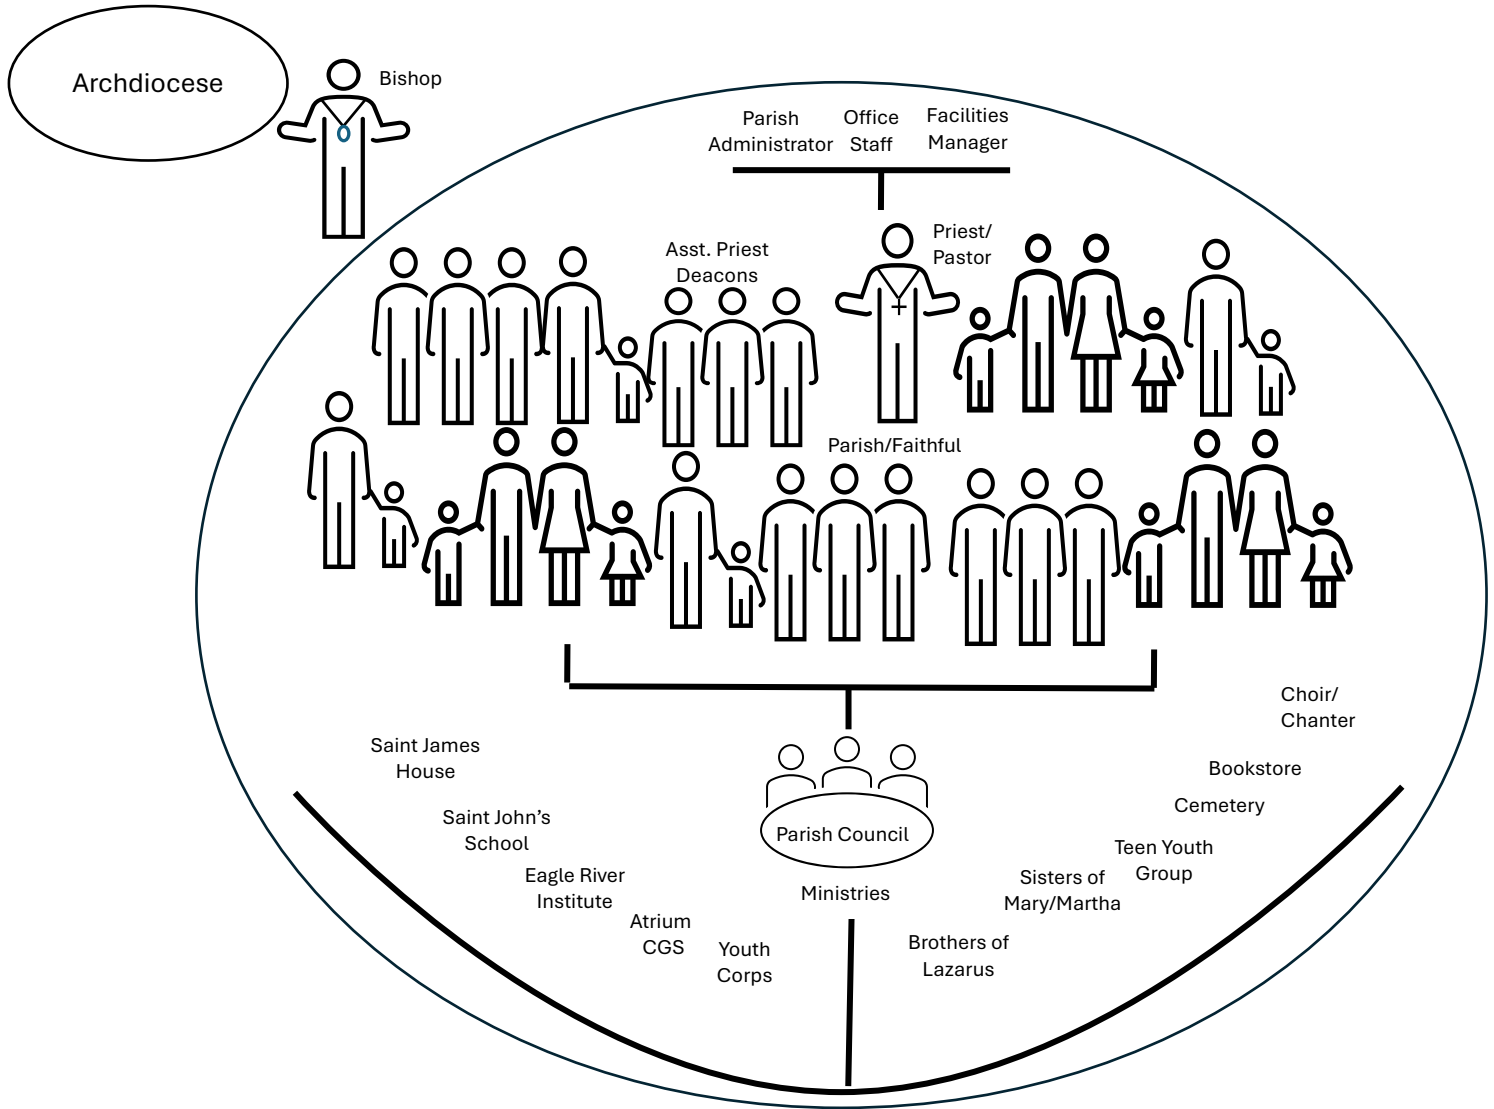 Archdiocese
Bishop
Parish
Administrator
Office
Staff
Facilities
Manager
Priest/
Pastor
Asst. Priest
Deacons
Parish/Faithful
Choir/
Chanter
Saint James
House
Bookstore
Cemetery
Saint John’s
School
Parish Council
Teen Youth
Group
Eagle River
Institute
Sisters of
Mary/Martha
Ministries
Atrium
CGS
Youth
Corps
Brothers of
Lazarus